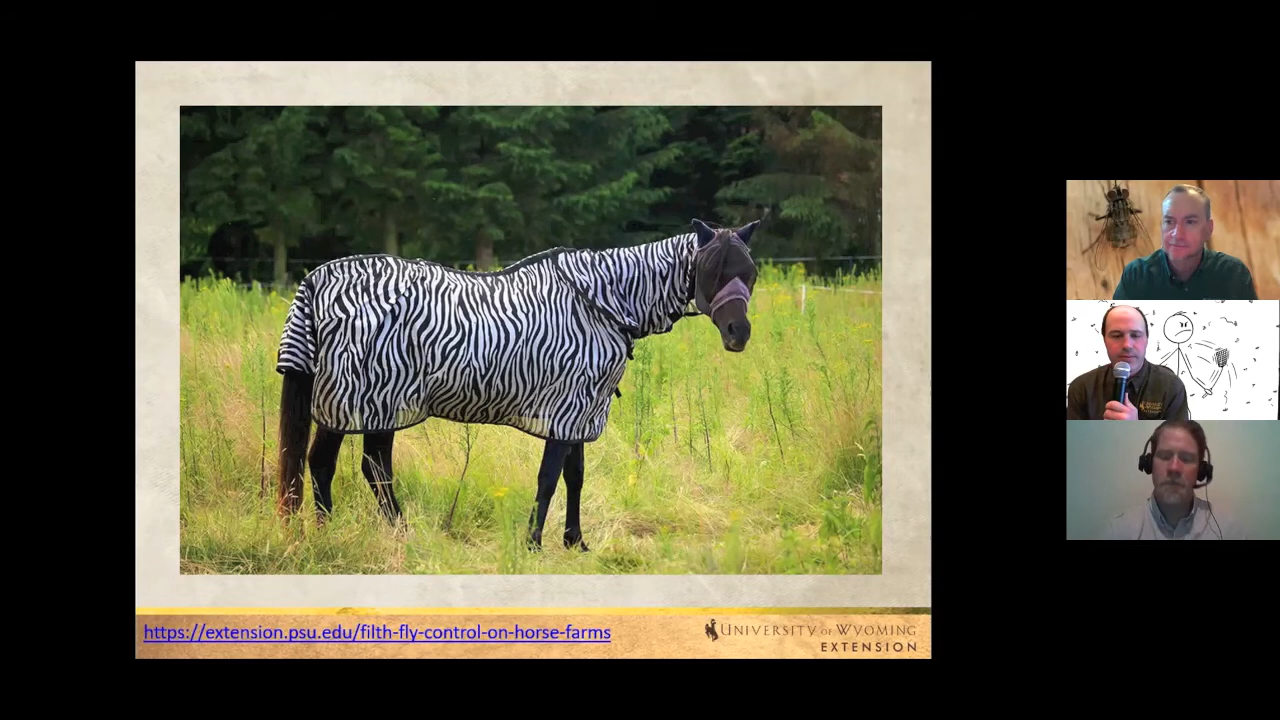 https://extension.psu.edu/filth-fly-control-on-horse-farms
UNIVERSITY OF WYOMING
EXTENSION